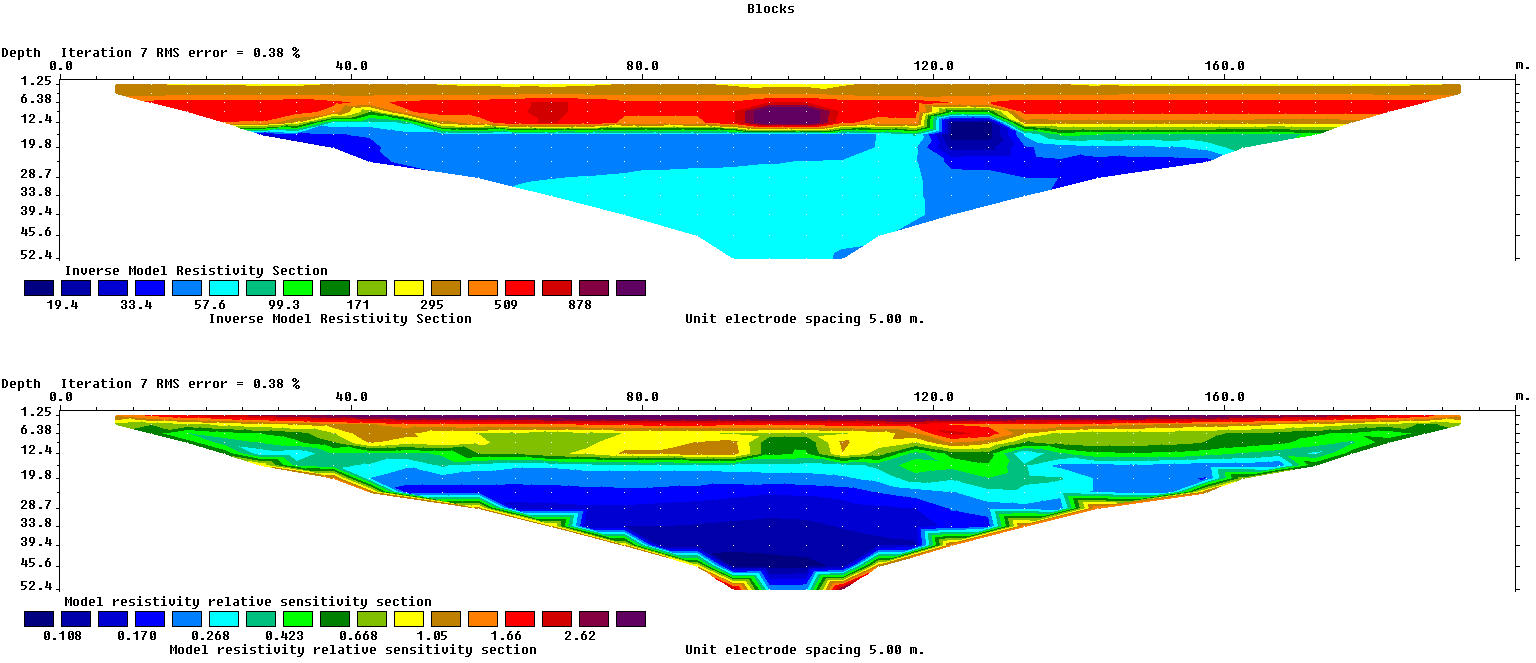 Blocks
Depth Iteration 7 RMS error = 0.38 %
0.0 40.0 80.0 120.0 160.0 m.
1.25
6.38
12.4
19.8
28.7
33.8
39.4
45.6
52.4
Inverse Model Resistivity Section
19.4 33.4 57.6 99.3 171 295 509 878
Inverse Model Resistivity Section Unit electrode spacing 5.00 m.
Depth Iteration 7 RMS error = 0.38 %
0.0 40.0 80.0 120.0 160.0 m.
1.25
6.38
12.4
19.8
28.7
33.8
39.4
45.6
52.4
Model resistivity relative sensitivity section
0.108 0.170 0.268 0.423 0.668 1.05 1.66 2.62
Model resistivity relative sensitivity section Unit electrode spacing 5.00 m.